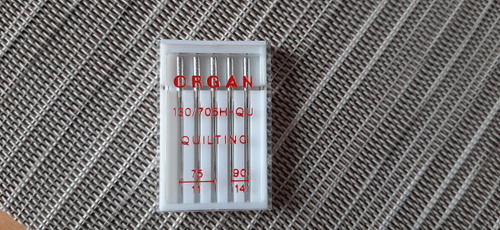 ORGAN
130/705H-QU
QUILTING
75 90
11 14